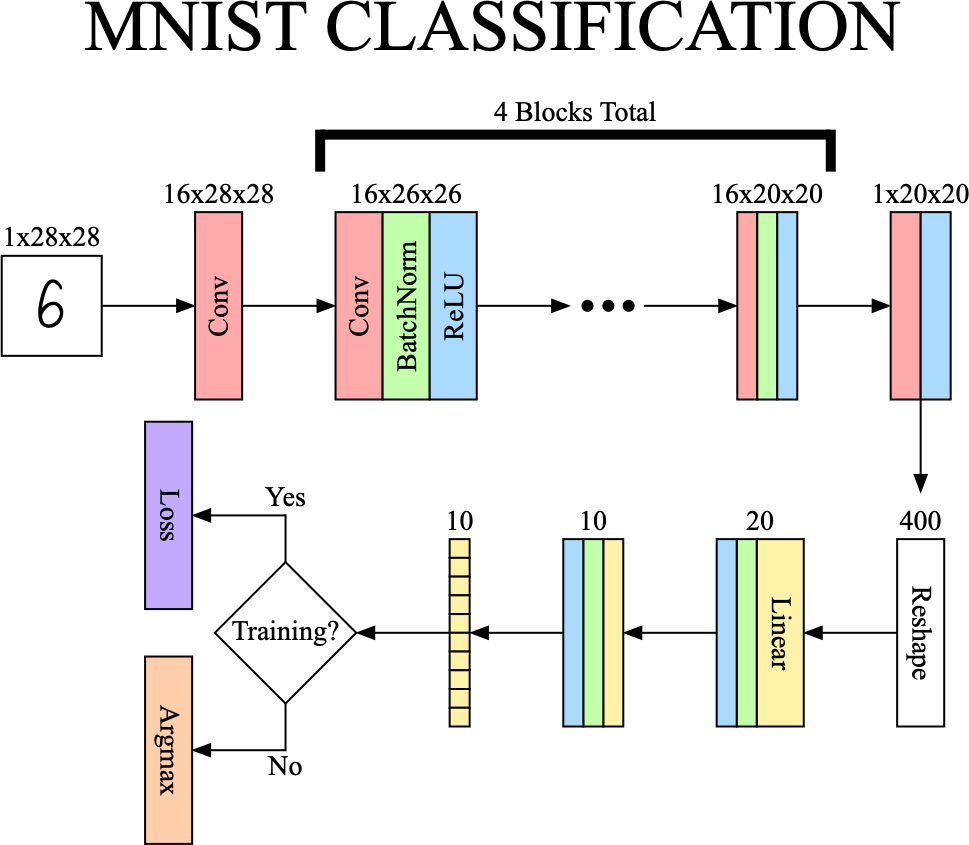 MNIST CLASSIFICATION
4 Blocks Total
1x28x28
6
16x28x28
Conv
16x26x26
Conv
BatchNorm
ReLU
16x20x20
1x20x20
400
Reshape
20
Linear
10
10
Training?
Yes
Loss
No
Argmax